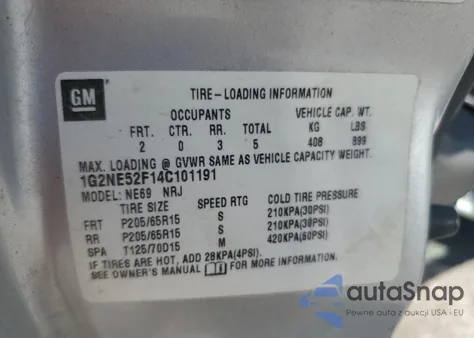 GM
TIRE-LOADING INFORMATION
OCCUPANTS VEHICLE CAP. WT.
FRT. CTR. RR. TOTAL KG LBS
2 0 3 5 408 899
MAX. LOADING @ GVWR SAME AS VEHICLE CAPACITY WEIGHT.
1G2NE52F14C101191
MODEL: NE69 NRJ
TIRE SIZE SPEED RTG COLD TIRE PRESSURE
FRT P205/65R15 S 210KPA(30PSI)
RR P205/65R15 S 210KPA(30PSI)
SPA T125/70D15 M 420KPA(60PSI)
IF TIRES ARE HOT, ADD 28KPA(4PSI).
SEE OWNER'S MANUAL FOR MORE INFORMATION.
autoSnap
Pewne aukcje z USA i EU